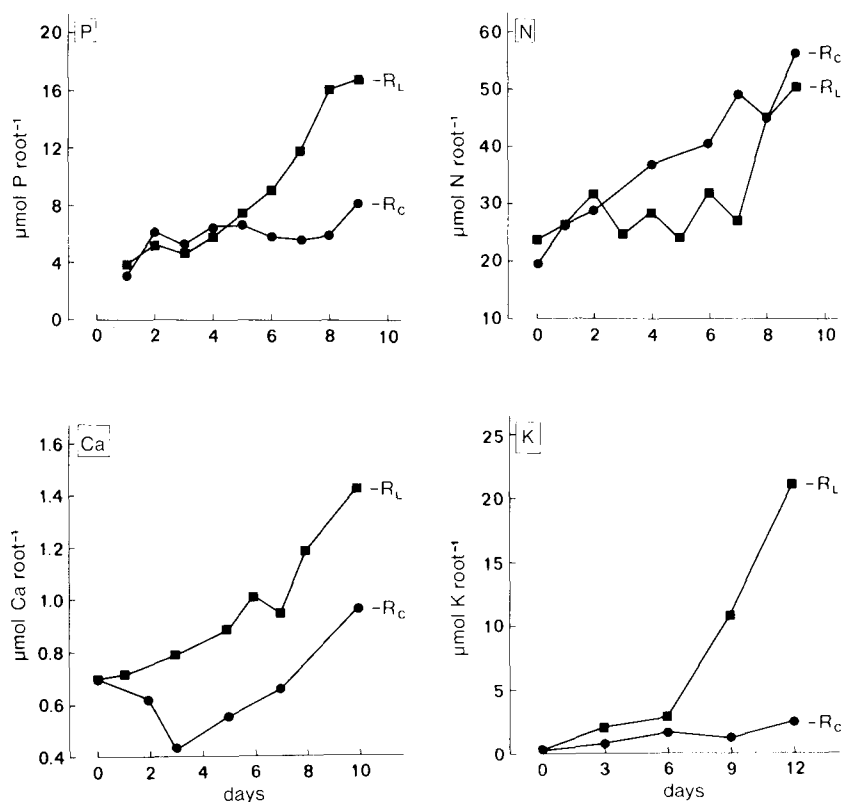 P
μmol P root⁻¹
20
16
12
8
4
0
0 2 4 6 8 10
-R_L
-R_C
N
μmol N root⁻¹
60
50
40
30
20
10
0 2 4 6 8 10
-R_C
-R_L
Ca
μmol Ca root⁻¹
1.6
1.4
1.2
1.0
0.8
0.6
0.4
0 2 4 6 8 10
days
-R_L
-R_C
K
μmol K root⁻¹
25
20
15
10
5
0
0 3 6 9 12
days
-R_L
-R_C